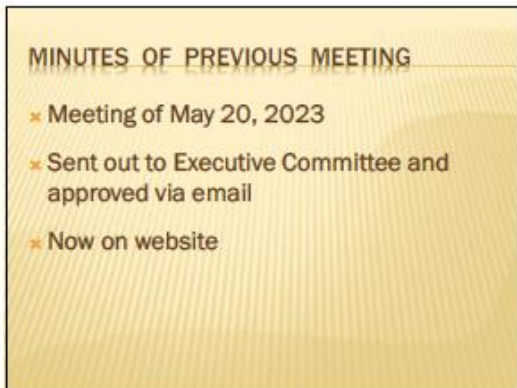 MINUTES OF PREVIOUS MEETING
Meeting of May 20, 2023
Sent out to Executive Committee and
approved via email
Now on website